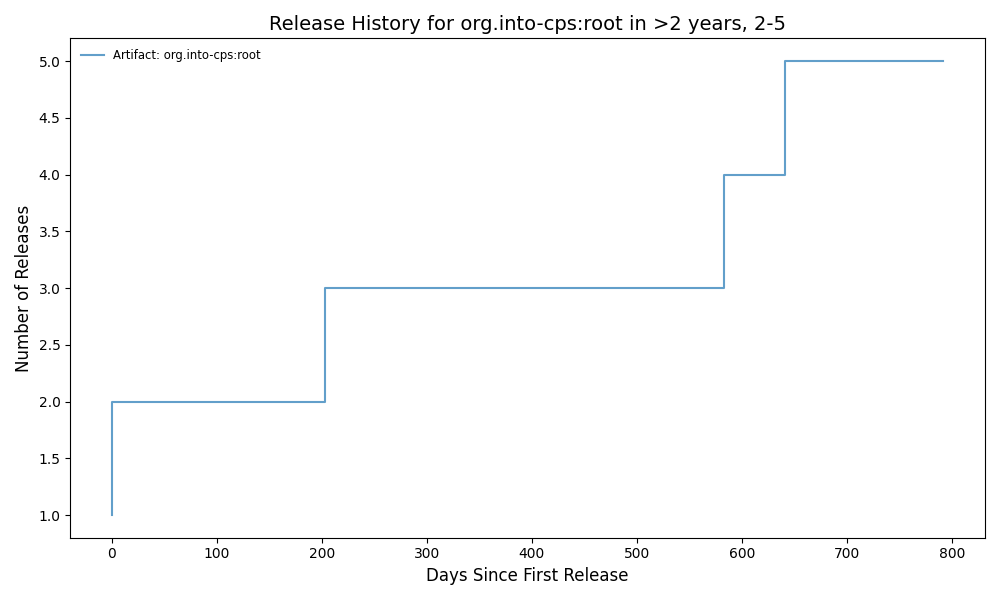 Release History for org.into-cps:root in >2 years, 2-5
Artifact: org.into-cps:root
5.0
4.5
4.0
3.5
3.0
2.5
2.0
1.5
1.0
Number of Releases
0 100 200 300 400 500 600 700 800
Days Since First Release